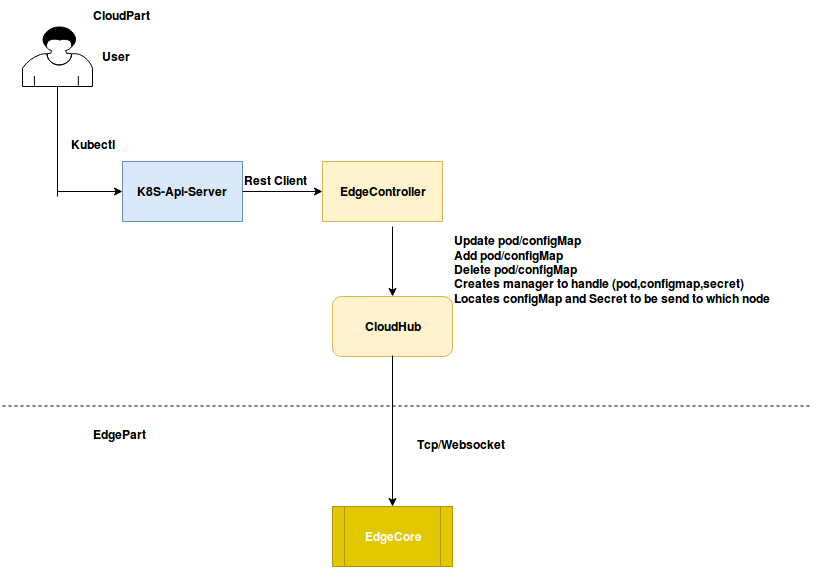 CloudPart
User
Kubectl
K8S-Api-Server
Rest Client
EdgeController
Update pod/configMap
Add pod/configMap
Delete pod/configMap
Creates manager to handle (pod,configmap,secret)
Locates configMap and Secret to be send to which node
CloudHub
EdgePart
Tcp/Websocket
EdgeCore